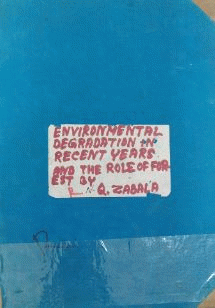 ENVIRONMENTAL
DEGRADATION IN
RECENT YEARS
AND THE ROLE OF FOR
EST BY
Q. ZABALA